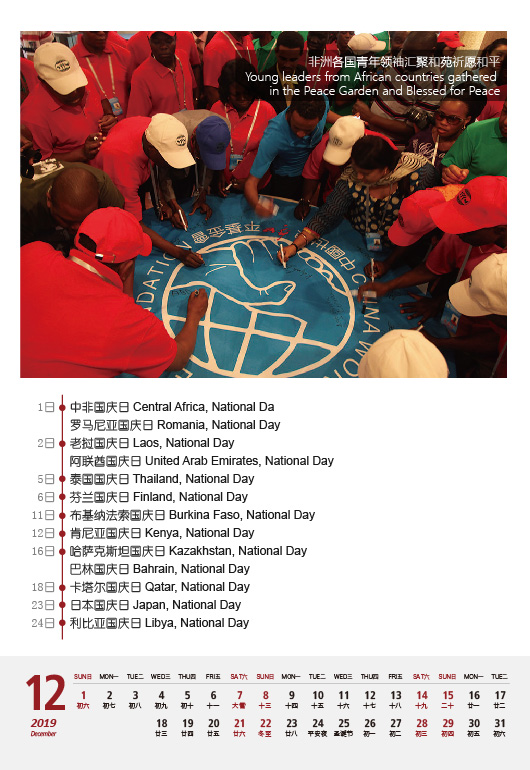 非洲各国青年领袖汇聚和苑祈愿和平
Young leaders from African countries gathered
in the Peace Garden and Blessed for Peace
中國世界和平基金會
CHINA WOR
NDATION
1日 中非国庆日 Central Africa, National Da
罗马尼亚国庆日 Romania, National Day
2日 老挝国庆日 Laos, National Day
阿联酋国庆日 United Arab Emirates, National Day
5日 泰国国庆日 Thailand, National Day
6日 芬兰国庆日 Finland, National Day
11日 布基纳法索国庆日 Burkina Faso, National Day
12日 肯尼亚国庆日 Kenya, National Day
16日 哈萨克斯坦国庆日 Kazakhstan, National Day
巴林国庆日 Bahrain, National Day
18日 卡塔尔国庆日 Qatar, National Day
23日 日本国庆日 Japan, National Day
24日 利比亚国庆日 Libya, National Day
12
2019
December
SUN日 MON一 TUE二 WED三 THU四 FRI五 SAT六 SUN日 MON一 TUE二 WED三 THU四 FRI五 SAT六 SUN日 MON一 TUE二
1 2 3 4 5 6 7 8 9 10 11 12 13 14 15 16 17
初六 初七 初八 初九 初十 十一 大雪 十三 十四 十五 十六 十七 十八 十九 二十 廿一 廿二
18 19 20 21 22 23 24 25 26 27 28 29 30 31
廿三 廿四 廿五 廿六 冬至 廿八 平安夜 圣诞节 初一 初二 初三 初四 初五 初六